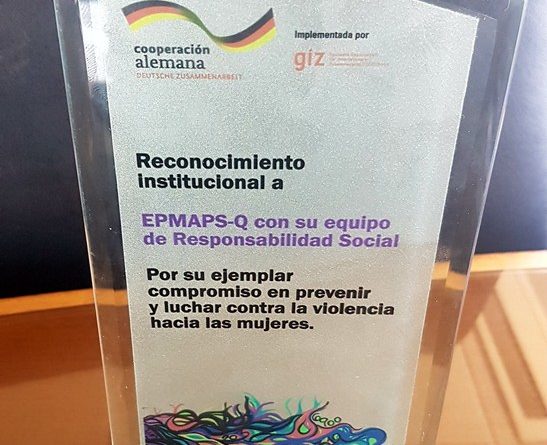 cooperación
alemana
DEUTSCHE ZUSAMMENARBEIT
Implementada por
giz
Reconocimiento
institucional a
EPMAPS-Q con su equipo
de Responsabilidad Social
Por su ejemplar
compromiso en prevenir
y luchar contra la violencia
hacia las mujeres.